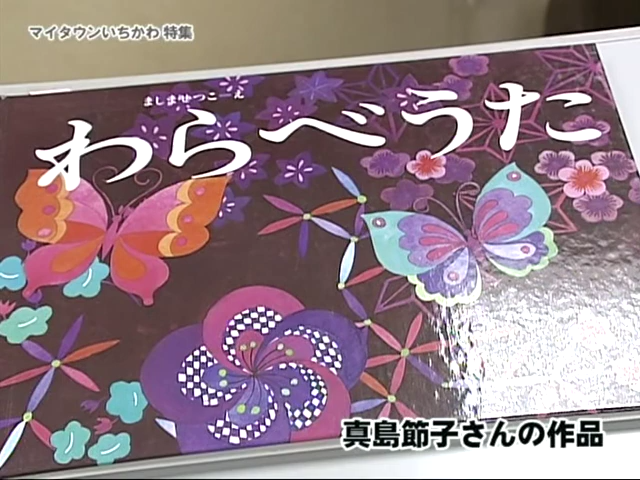 マイタウンいちかわ 特集
ましま・せつこ━え
わらべうた
真島節子さんの作品